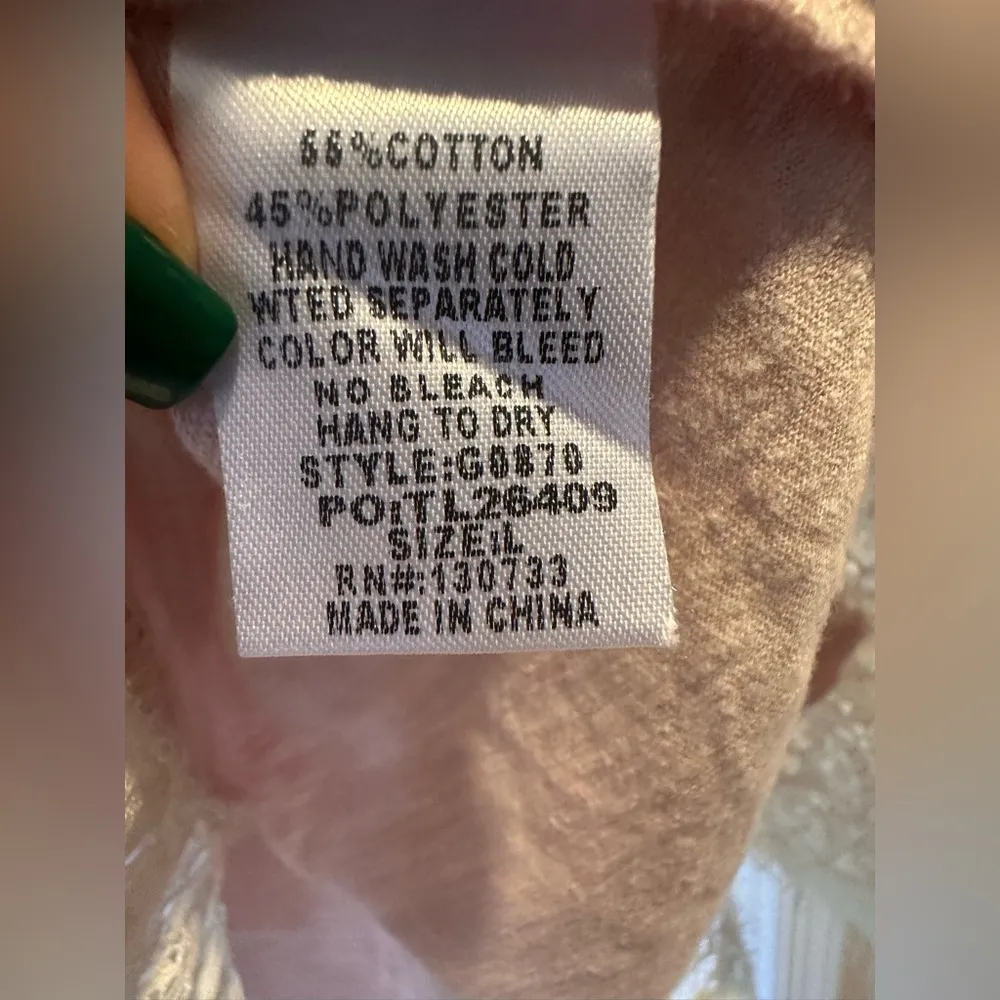 55%COTTON
45%POLYESTER
HAND WASH COLD
WTED SEPARATELY
COLOR WILL BLEED
NO BLEACH
HANG TO DRY
STYLE:G0870
PO:TL26409
SIZE:L
RN#:130733
MADE IN CHINA